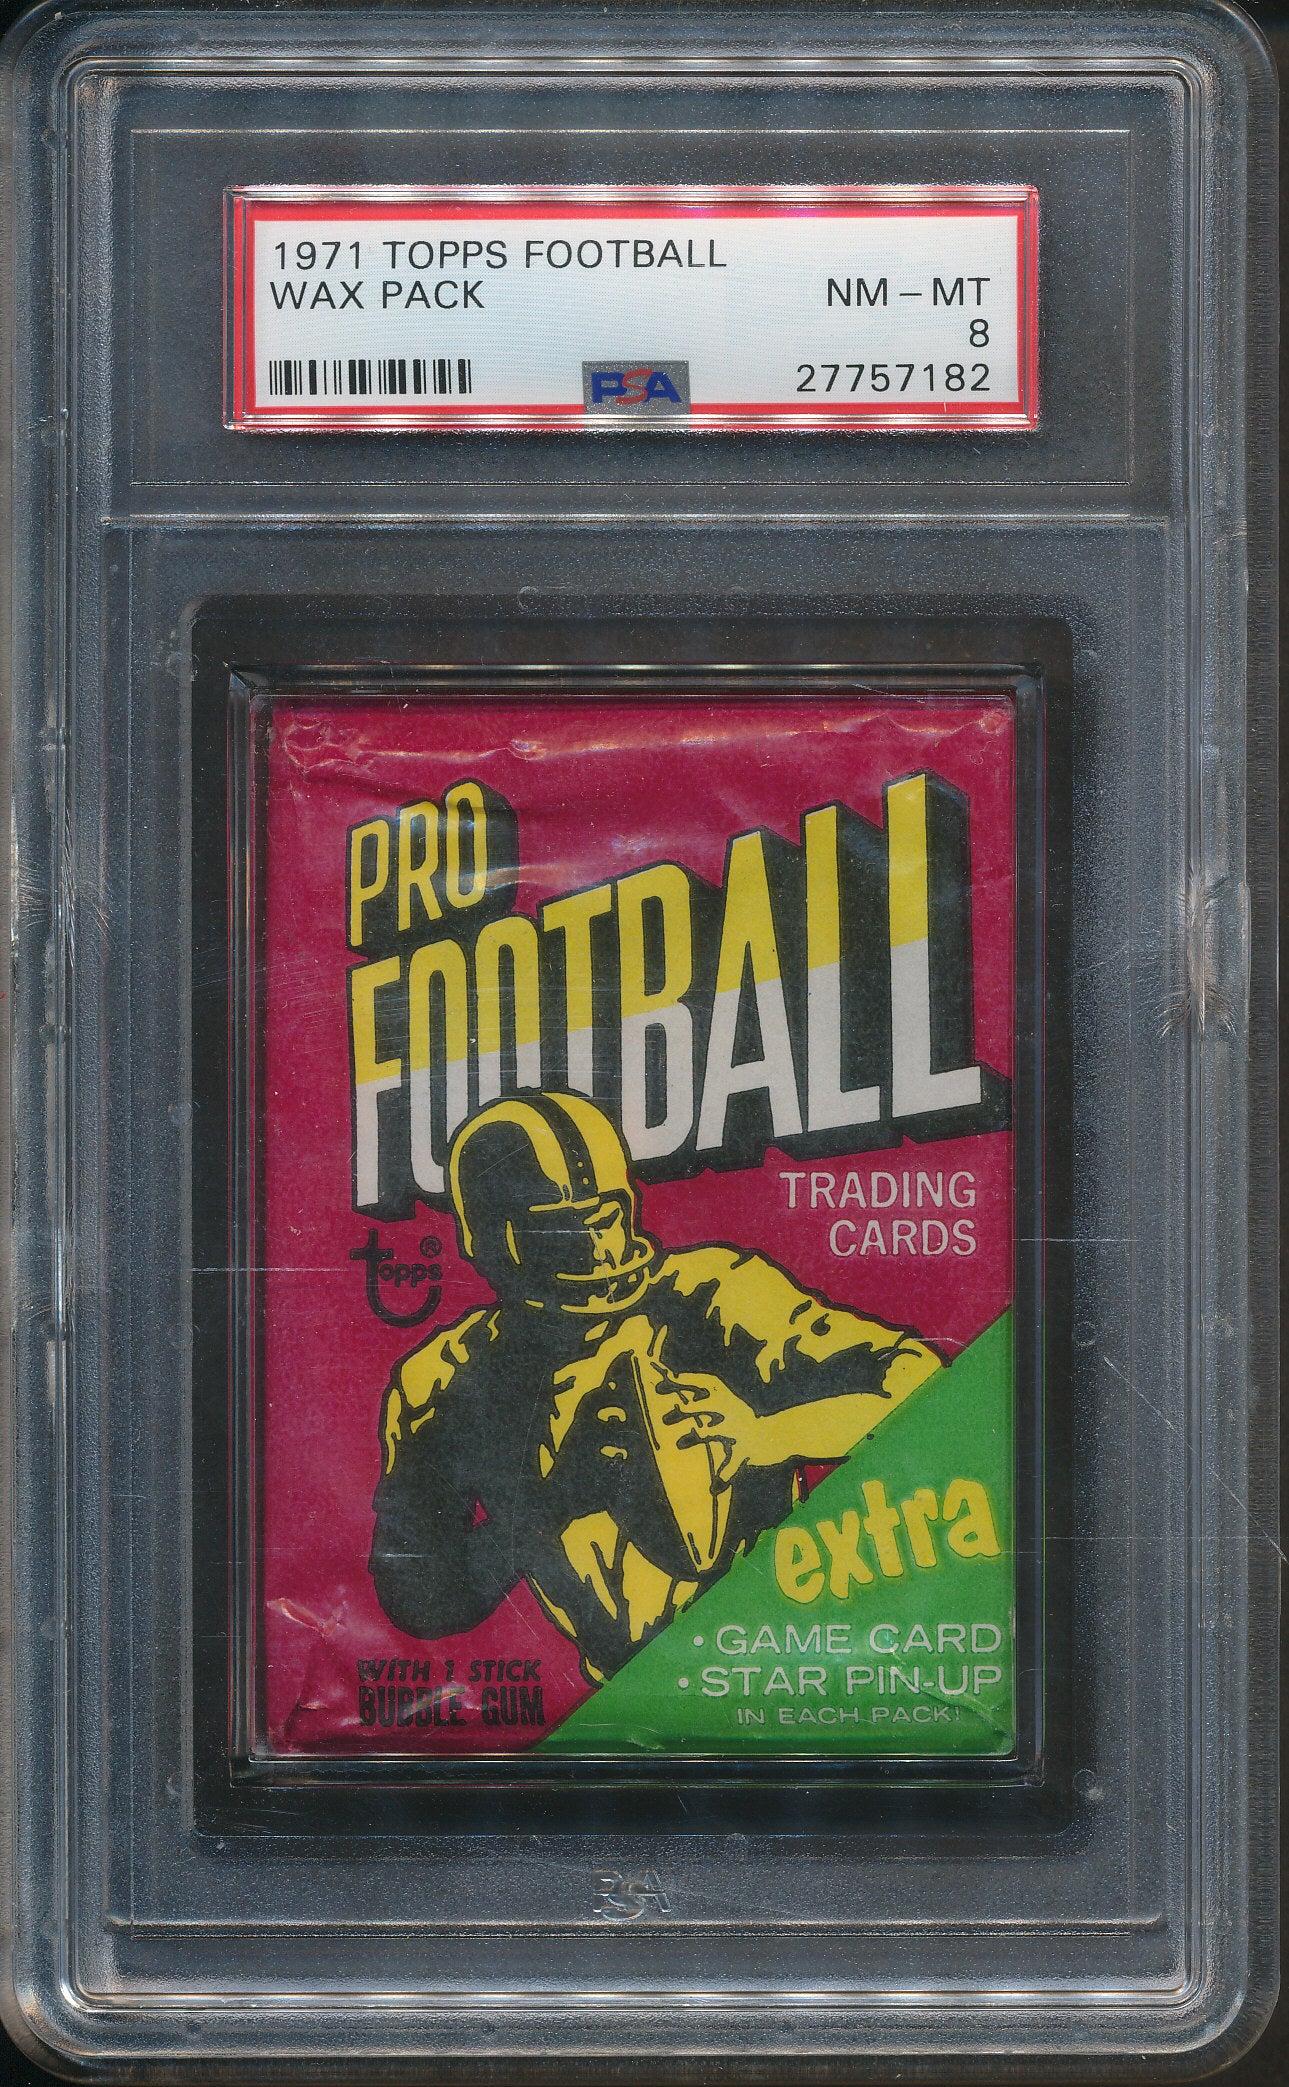 1971 TOPPS FOOTBALL
WAX PACK
NM - MT
8
PSA
27757182
PRO
FOOTBALL
TRADING
CARDS
topps®
extra
• GAME CARD
• STAR PIN-UP
IN EACH PACK!
WITH 1 STICK
BUBBLE GUM
PSA